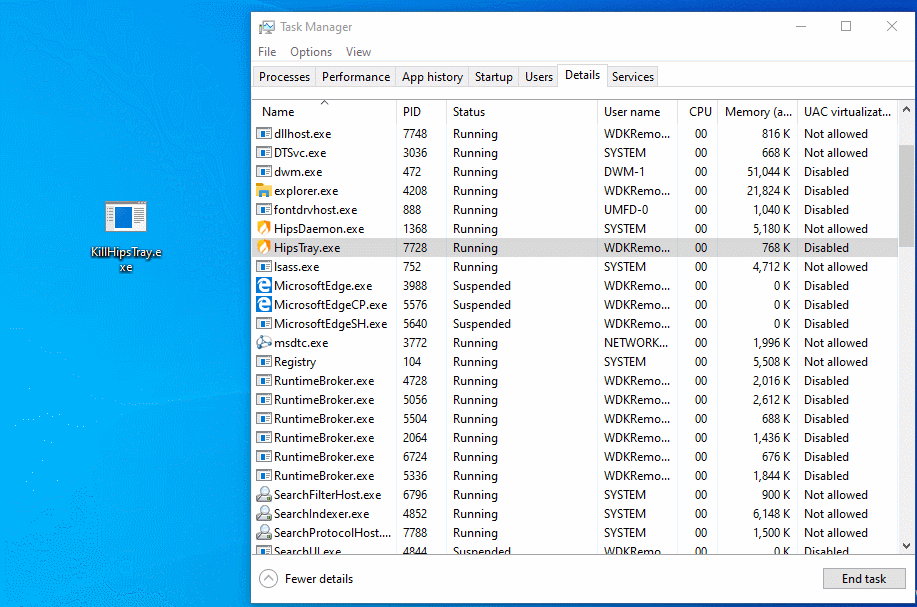 Task Manager
File Options View
Processes Performance App history Startup Users Details Services
Name PID Status User name CPU Memory (a... UAC virtualizat...
dllhost.exe 7748 Running WDKRemo... 00 816 K Not allowed
DTSvc.exe 3036 Running SYSTEM 00 668 K Not allowed
dwm.exe 472 Running DWM-1 00 51,044 K Disabled
explorer.exe 4208 Running WDKRemo... 00 21,824 K Disabled
fontdrvhost.exe 888 Running UMFD-0 00 1,040 K Disabled
HipsDaemon.exe 1368 Running SYSTEM 00 5,180 K Not allowed
HipsTray.exe 7728 Running WDKRemo... 00 768 K Disabled
lsass.exe 752 Running SYSTEM 00 4,712 K Not allowed
MicrosoftEdge.exe 3988 Suspended WDKRemo... 00 0 K Disabled
MicrosoftEdgeCP.exe 5576 Suspended WDKRemo... 00 0 K Disabled
MicrosoftEdgeSH.exe 5640 Suspended WDKRemo... 00 0 K Disabled
msdtc.exe 3772 Running NETWORK... 00 1,996 K Not allowed
Registry 104 Running SYSTEM 00 5,508 K Not allowed
RuntimeBroker.exe 4728 Running WDKRemo... 00 2,016 K Disabled
RuntimeBroker.exe 5056 Running WDKRemo... 00 2,612 K Disabled
RuntimeBroker.exe 5504 Running WDKRemo... 00 688 K Disabled
RuntimeBroker.exe 2064 Running WDKRemo... 00 1,436 K Disabled
RuntimeBroker.exe 6724 Running WDKRemo... 00 676 K Disabled
RuntimeBroker.exe 5336 Running WDKRemo... 00 1,844 K Disabled
SearchFilterHost.exe 6796 Running SYSTEM 00 900 K Not allowed
SearchIndexer.exe 4852 Running SYSTEM 00 6,148 K Not allowed
SearchProtocolHost.... 7788 Running SYSTEM 00 1,500 K Not allowed
SearchUI.exe 4844 Suspended WDKRemo... 00 0 K Disabled
Fewer details
End task
KillHipsTray.e
xe